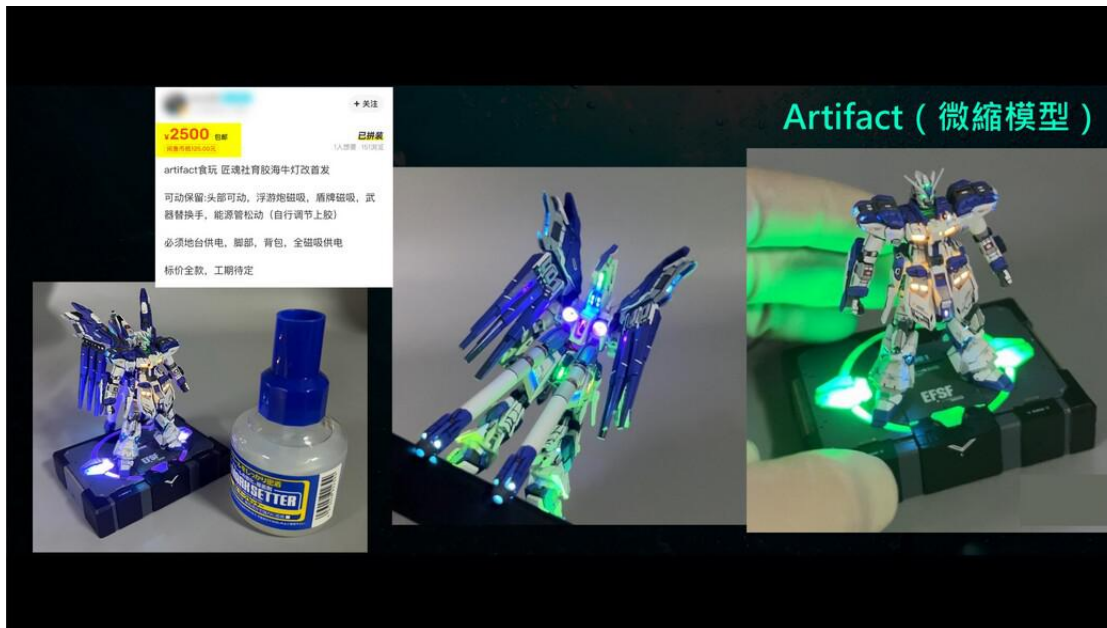 Artifact（微縮模型）
+ 关注
¥2500 包邮
已拼装
artifact食玩 匠魂社育胶海牛灯改首发
可动保留:头部可动，浮游炮磁吸，盾牌磁吸，武
器替换手，能源管松动（自行调节上胶）
必须地台供电，脚部，背包，全磁吸供电
标价全款，工期待定
EFSF
SETTER
EFSF